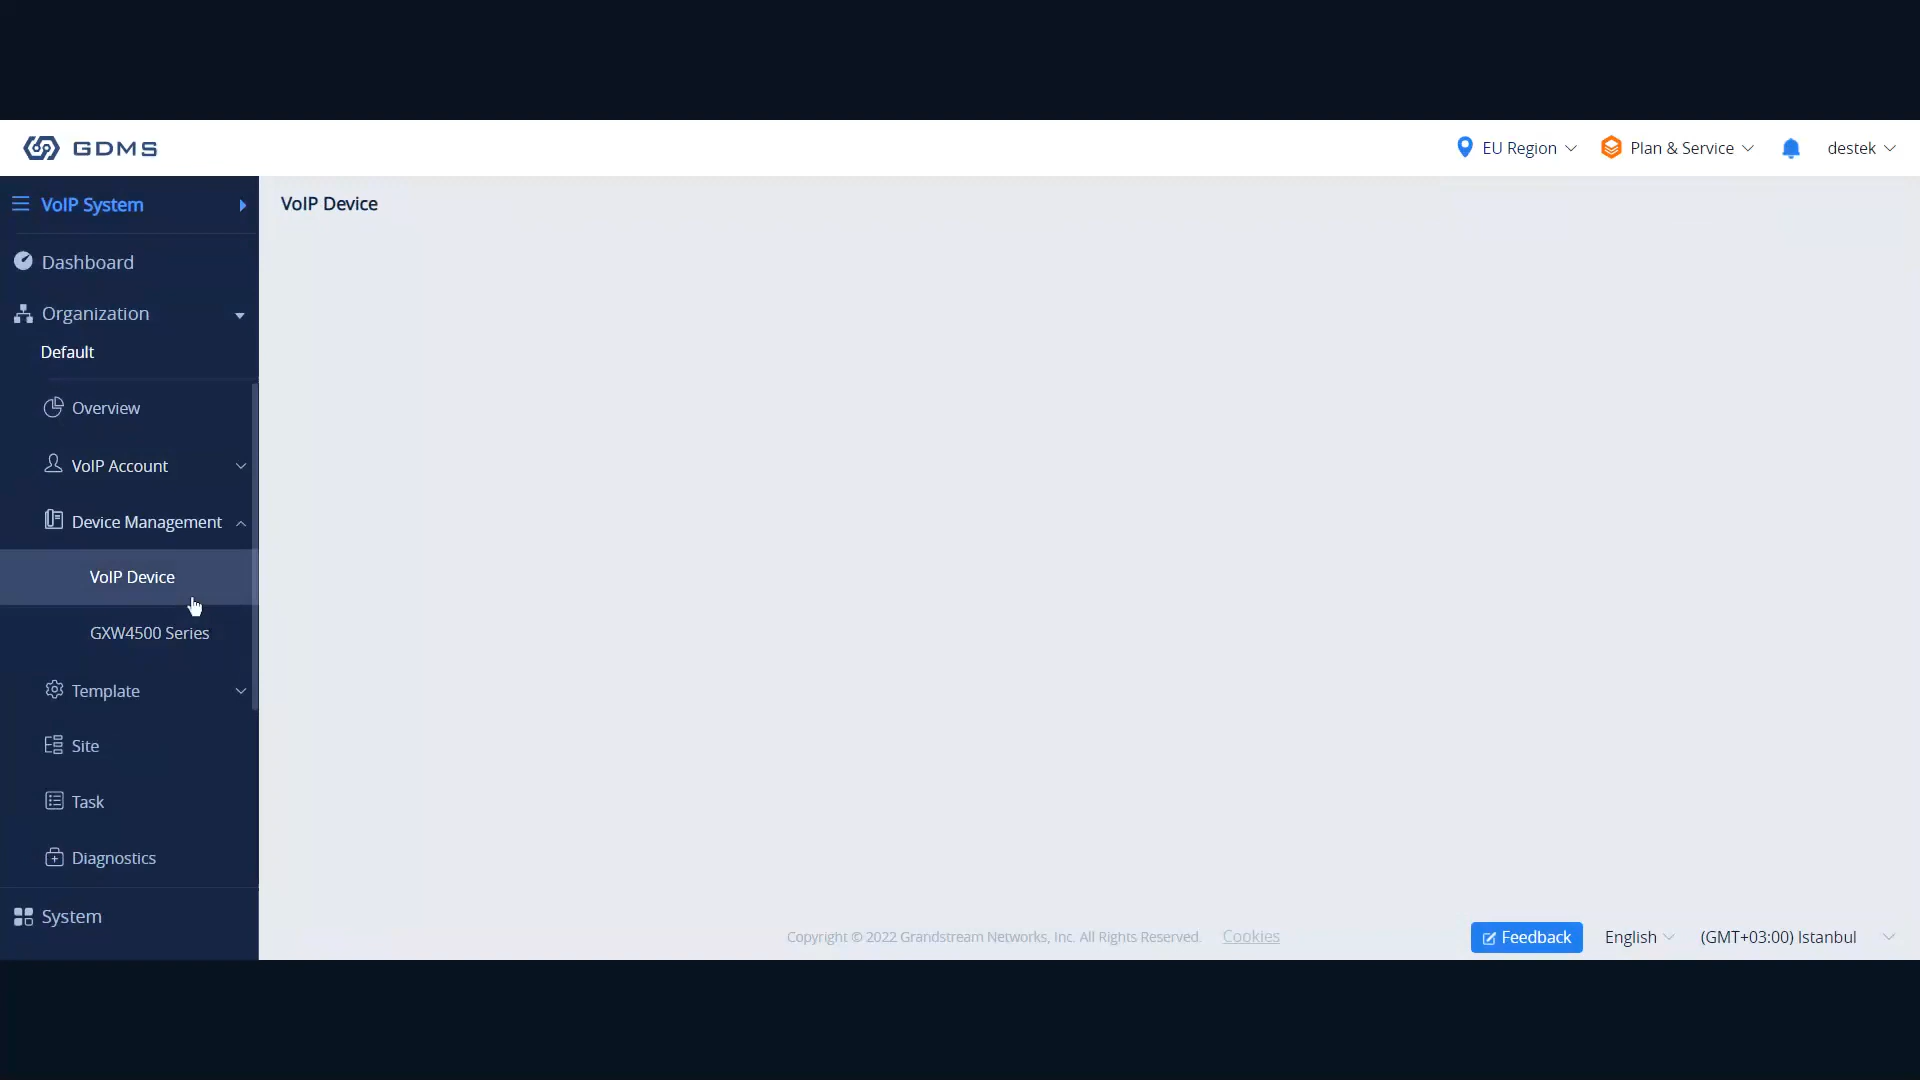 GDMS
EU Region
Plan & Service
destek
VoIP System
VoIP Device
Dashboard
Organization
Default
Overview
VoIP Account
Device Management
VoIP Device
GXW4500 Series
Template
Site
Task
Diagnostics
System
Copyright © 2022 Grandstream Networks, Inc. All Rights Reserved.
Cookies
Feedback
English
(GMT+03:00) Istanbul